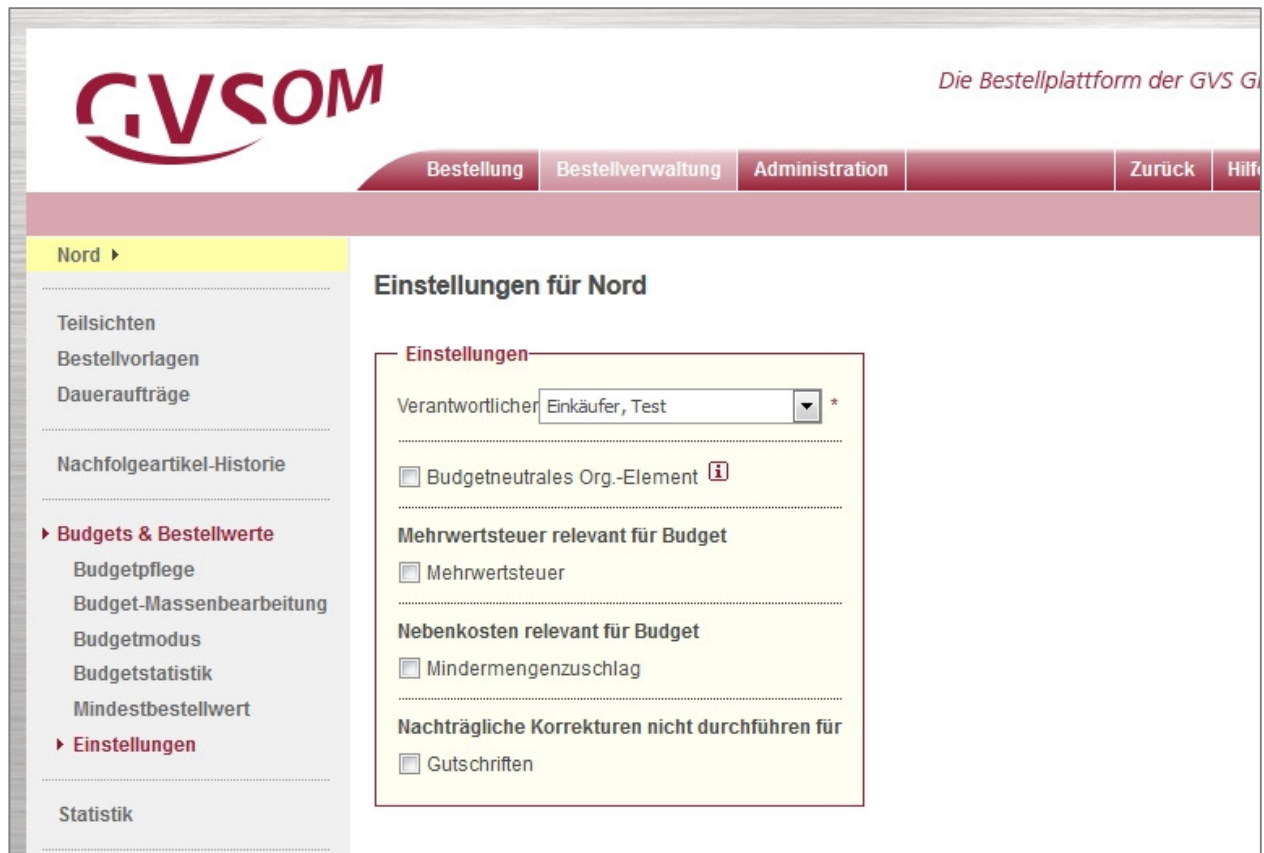 GVSOM
Die Bestellplattform der GVS
Bestellung Bestellverwaltung Administration Zurück
Nord
Teilsichten
Bestellvorlagen
Daueraufträge
Nachfolgeartikel-Historie
Budgets & Bestellwerte
Budgetpflege
Budget-Massenbearbeitung
Budgetmodus
Budgetstatistik
Mindestbestellwert
Einstellungen
Statistik
Einstellungen für Nord
Einstellungen
Verantwortlicher Einkäufer, Test *
Budgetneutrales Org.-Element i
Mehrwertsteuer relevant für Budget
Mehrwertsteuer
Nebenkosten relevant für Budget
Mindermengenzuschlag
Nachträgliche Korrekturen nicht durchführen für
Gutschriften